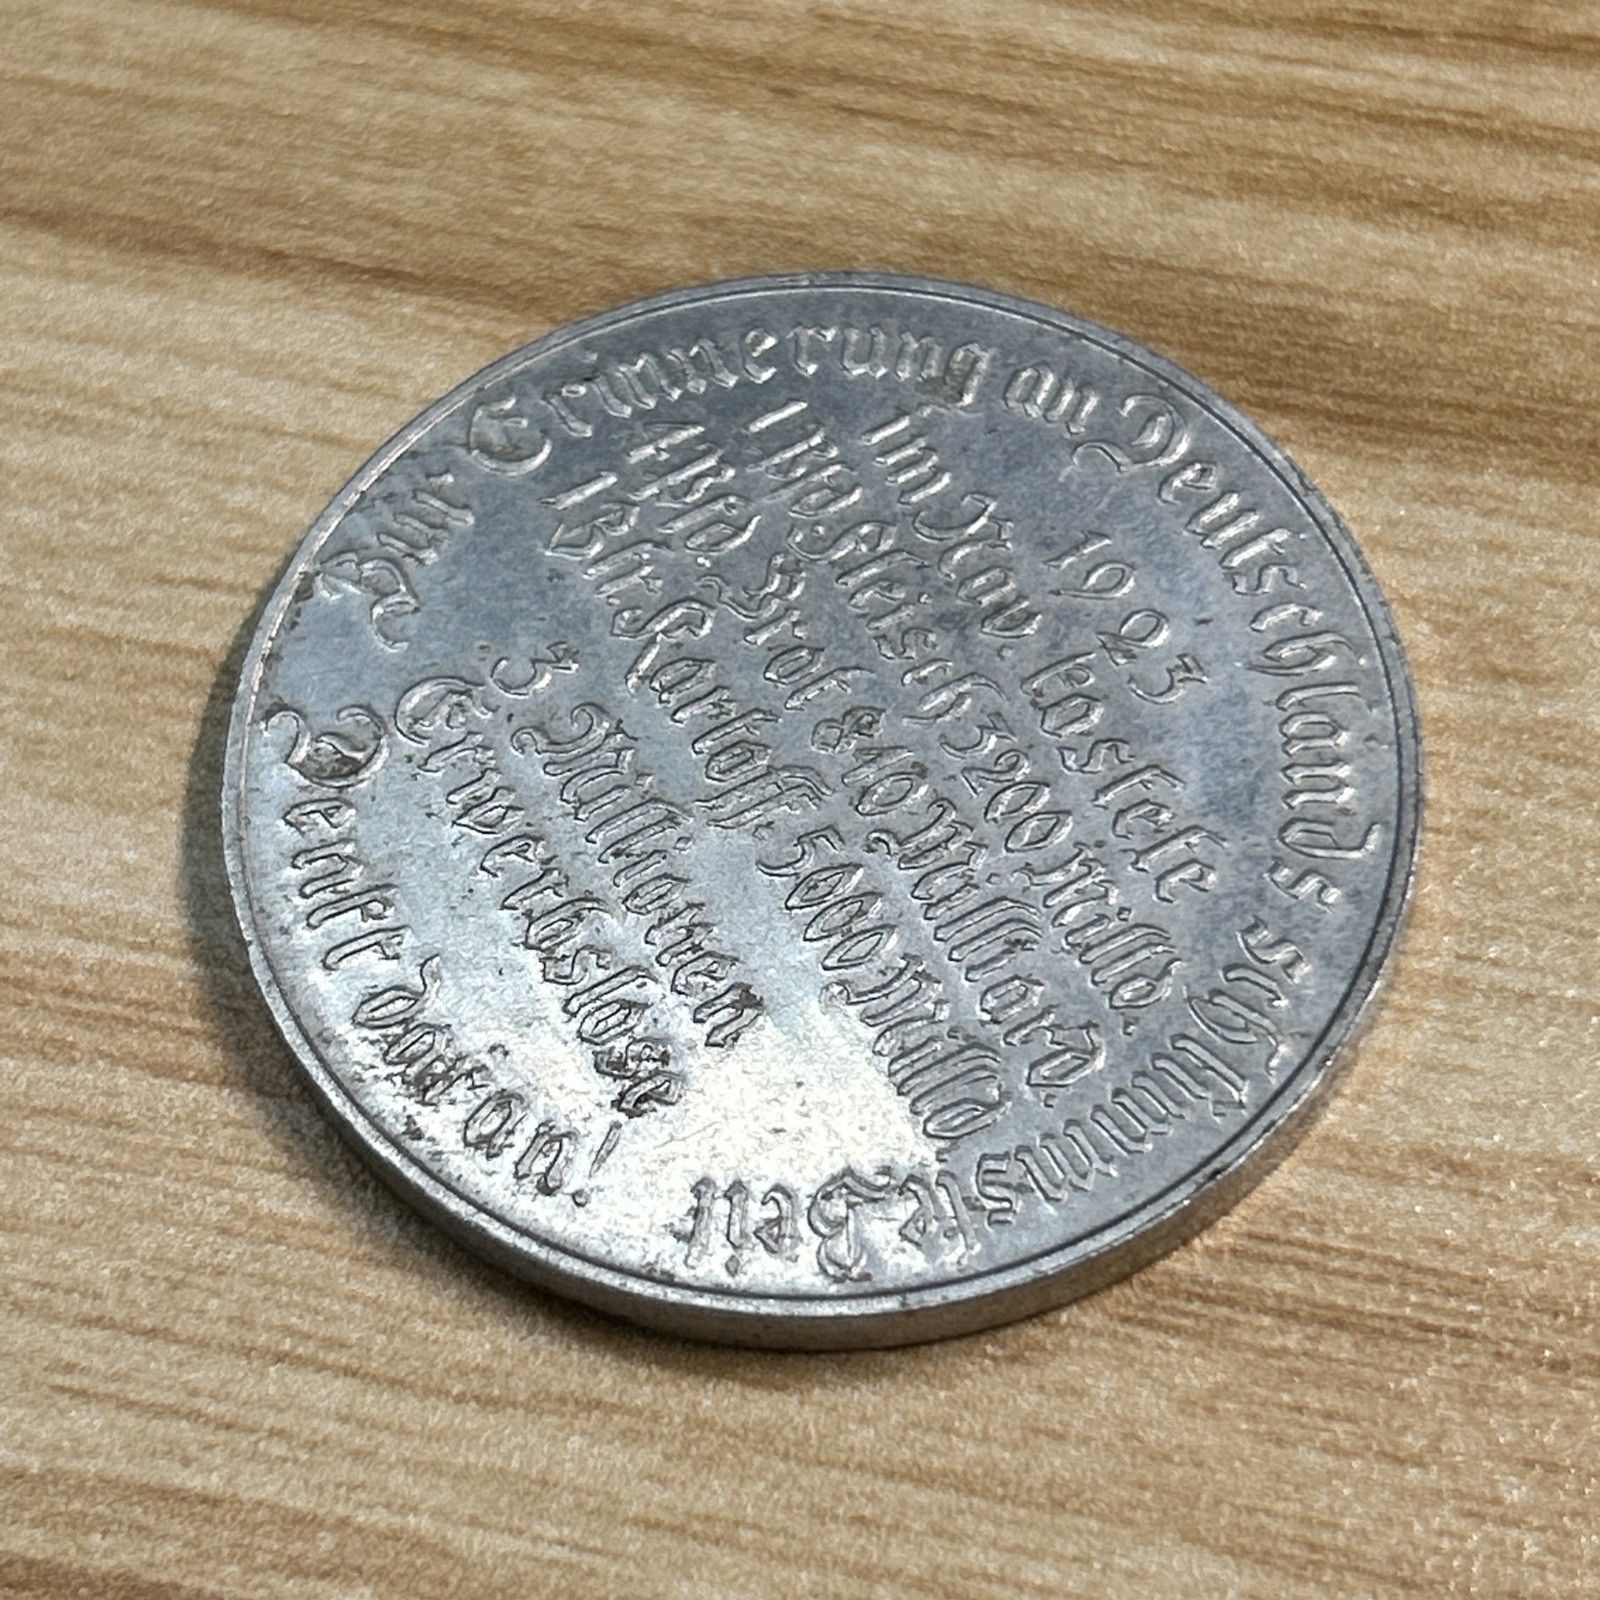 Zur Erinnerung an Deutschlands schlimmste Zeit
1923
Im Nov. kostete
1 Pfd. Fleisch 3200 Milld.
1 Pfd. Brot 840 Milliard.
1 Ztr. Kartoff. 5000 Milld.
3 Millionen
Erwerbslose
Denkt daran!